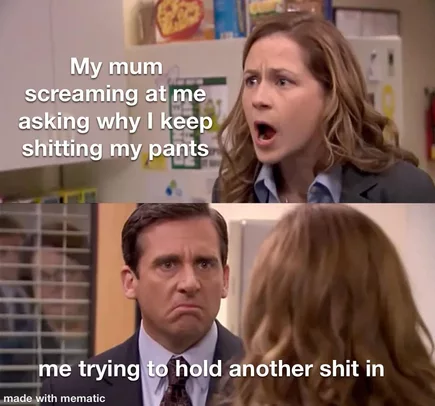 My mum
screaming at me
asking why I keep
shitting my pants
me trying to hold another shit in
made with mematic